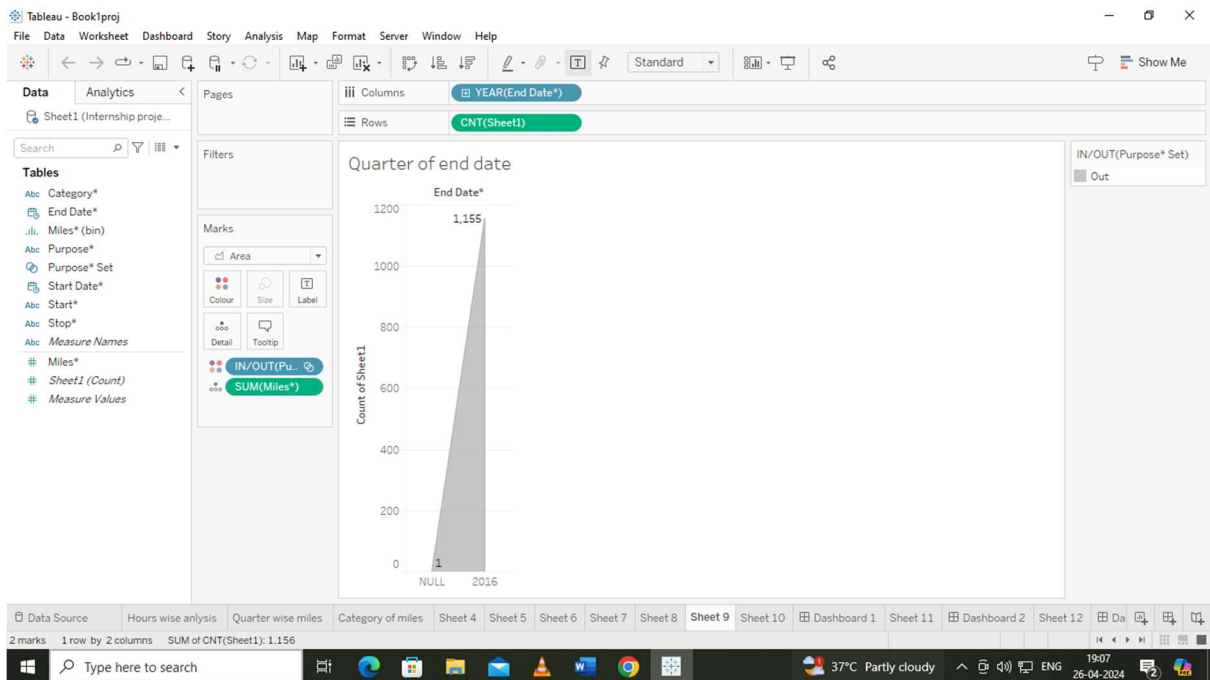 Tableau - Book1proj
File Data Worksheet Dashboard Story Analysis Map Format Server Window Help
Standard
Show Me
Data Analytics
Sheet1 (Internship proje...
Search
Tables
Abc Category*
End Date*
Miles* (bin)
Abc Purpose*
Purpose* Set
Start Date*
Abc Start*
Abc Stop*
Abc Measure Names
# Miles*
# Sheet1 (Count)
# Measure Values
Pages
Filters
Marks
Area
Colour Size Label
Detail Tooltip
IN/OUT(Pu..
SUM(Miles*)
iii Columns YEAR(End Date*)
Rows CNT(Sheet1)
Quarter of end date
End Date*
1200
1,155
1000
800
600
400
200
0
1
Count of Sheet1
NULL 2016
IN/OUT(Purpose* Set)
Out
Data Source Hours wise anlysis Quarter wise miles Category of miles Sheet 4 Sheet 5 Sheet 6 Sheet 7 Sheet 8 Sheet 9 Sheet 10 Dashboard 1 Sheet 11 Dashboard 2 Sheet 12 Da
2 marks 1 row by 2 columns SUM of CNT(Sheet1): 1,156
Type here to search
37°C Partly cloudy
ENG
19:07
26-04-2024
2
PRE